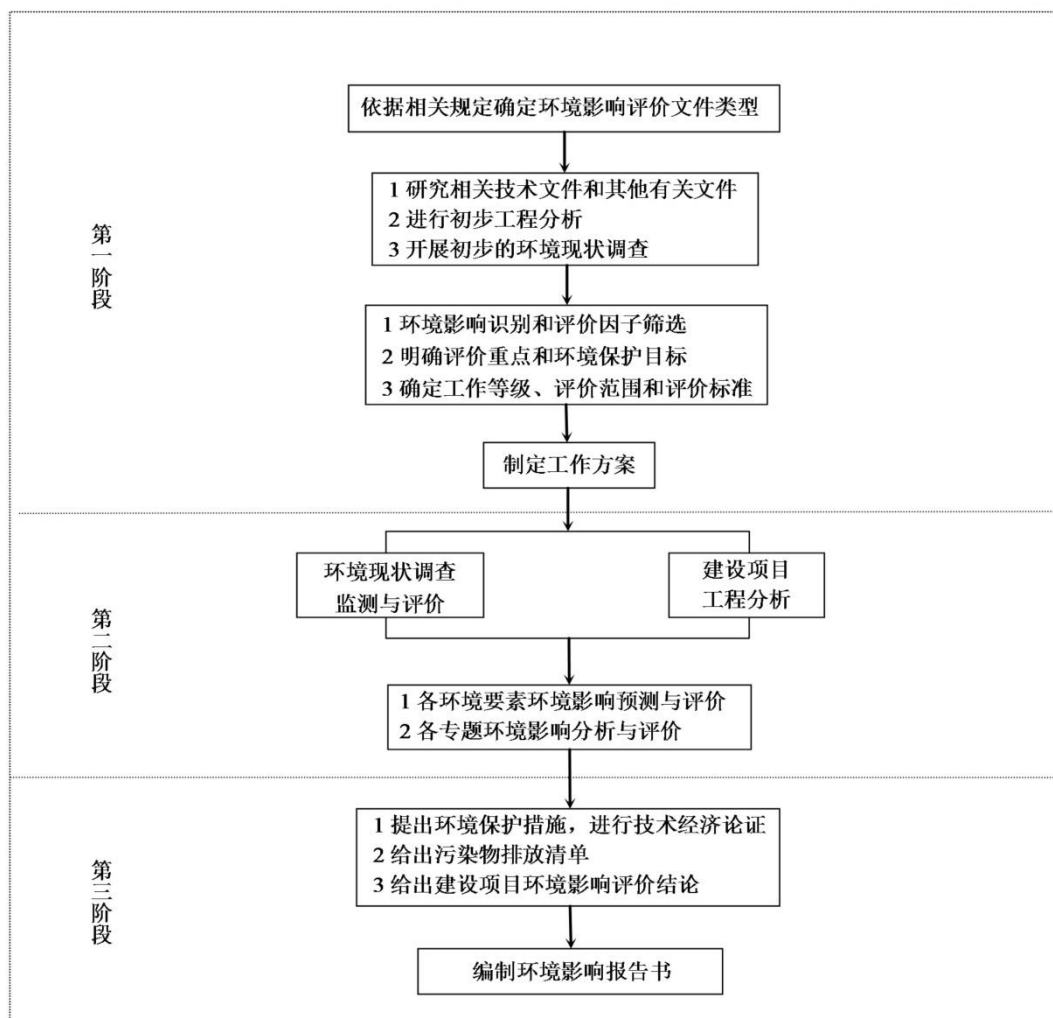 依据相关规定确定环境影响评价文件类型
1 研究相关技术文件和其他有关文件
2 进行初步工程分析
3 开展初步的环境现状调查
第一阶段
1 环境影响识别和评价因子筛选
2 明确评价重点和环境保护目标
3 确定工作等级、评价范围和评价标准
制定工作方案
环境现状调查
监测与评价
建设项目
工程分析
第二阶段
1 各环境要素环境影响预测与评价
2 各专题环境影响分析与评价
1 提出环境保护措施，进行技术经济论证
2 给出污染物排放清单
3 给出建设项目环境影响评价结论
第三阶段
编制环境影响报告书